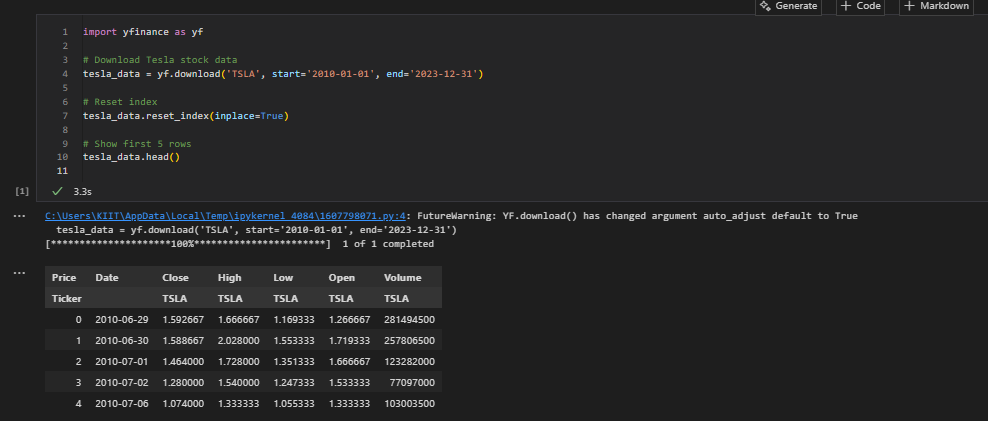 Generate + Code + Markdown
1 import yfinance as yf
2
3 # Download Tesla stock data
4 tesla_data = yf.download('TSLA', start='2010-01-01', end='2023-12-31')
5
6 # Reset index
7 tesla_data.reset_index(inplace=True)
8
9 # Show first 5 rows
10 tesla_data.head()
11
[1] ✓ 3.3s
... C:\Users\KIIT\AppData\Local\Temp\ipykernel_4084\1607798071.py:4: FutureWarning: YF.download() has changed argument auto_adjust default to True
tesla_data = yf.download('TSLA', start='2010-01-01', end='2023-12-31')
[*********************100%***********************] 1 of 1 completed
...
Price Date Close High Low Open Volume
Ticker TSLA TSLA TSLA TSLA TSLA
0 2010-06-29 1.592667 1.666667 1.169333 1.266667 281494500
1 2010-06-30 1.588667 2.028000 1.553333 1.719333 257806500
2 2010-07-01 1.464000 1.728000 1.351333 1.666667 123282000
3 2010-07-02 1.280000 1.540000 1.247333 1.533333 77097000
4 2010-07-06 1.074000 1.333333 1.055333 1.333333 103003500